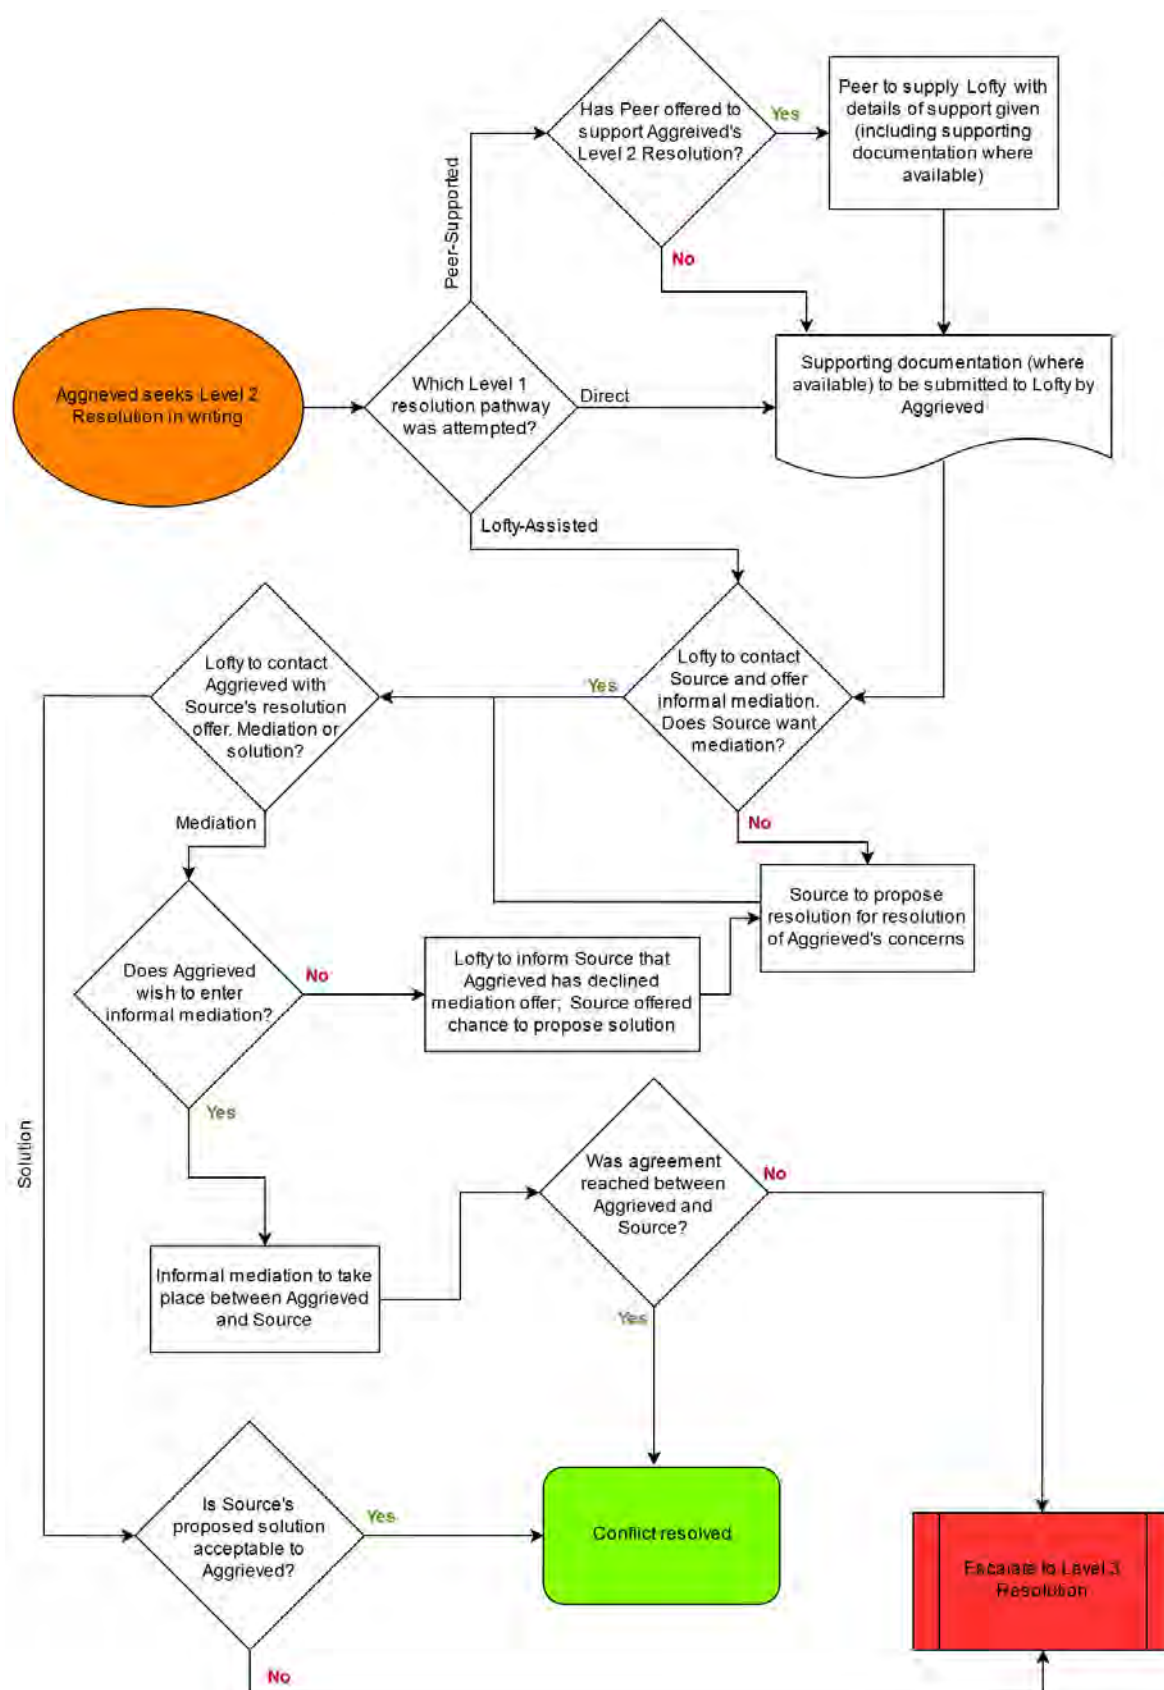 Has Peer offered to
support Aggreived's
Level 2 Resolution?
Yes
Peer to supply Lofty with
details of support given
(including supporting
documentation where
available)
Peer-Supported
No
Aggrieved seeks Level 2
Resolution in writing
Which Level 1
resolution pathway
was attempted?
Direct
Supporting documentation (where
available) to be submitted to Lofty by
Aggrieved
Lofty-Assisted
Lofty to contact
Aggrieved with
Source's resolution
offer. Mediation or
solution?
Yes
Lofty to contact
Source and offer
informal mediation.
Does Source want
mediation?
Mediation
No
Source to propose
resolution for resolution
of Aggrieved's concerns
Does Aggrieved
wish to enter
informal mediation?
No
Lofty to inform Source that
Aggrieved has declined
mediation offer; Source offered
chance to propose solution
Yes
Solution
Was agreement
reached between
Aggrieved and
Source?
No
Informal mediation to take
place between Aggrieved
and Source
Yes
Is Source's
proposed solution
acceptable to
Aggrieved?
Yes
Conflict resolved
Escalate to Level 3
Resolution
No